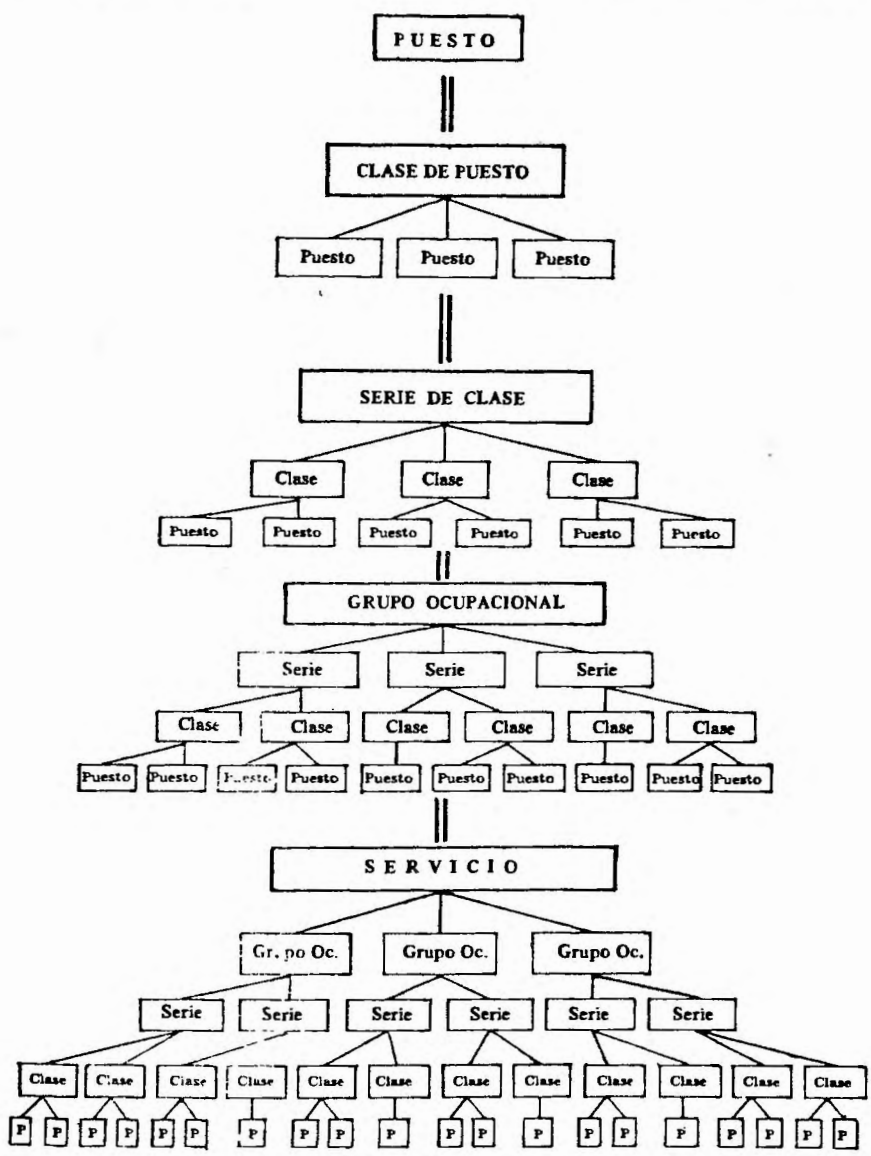 PUESTO
CLASE DE PUESTO
Puesto Puesto Puesto
SERIE DE CLASE
Clase Clase Clase
Puesto Puesto Puesto Puesto Puesto Puesto
GRUPO OCUPACIONAL
Serie Serie Serie
Clase Clase Clase Clase Clase Clase
Puesto Puesto Puesto Puesto Puesto Puesto Puesto Puesto Puesto Puesto
SERVICIO
Grupo Oc. Grupo Oc. Grupo Oc.
Serie Serie Serie Serie Serie Serie
Clase Clase Clase Clase Clase Clase Clase Clase Clase Clase Clase Clase
P P P P P P P P P P P P P P P P P P P P